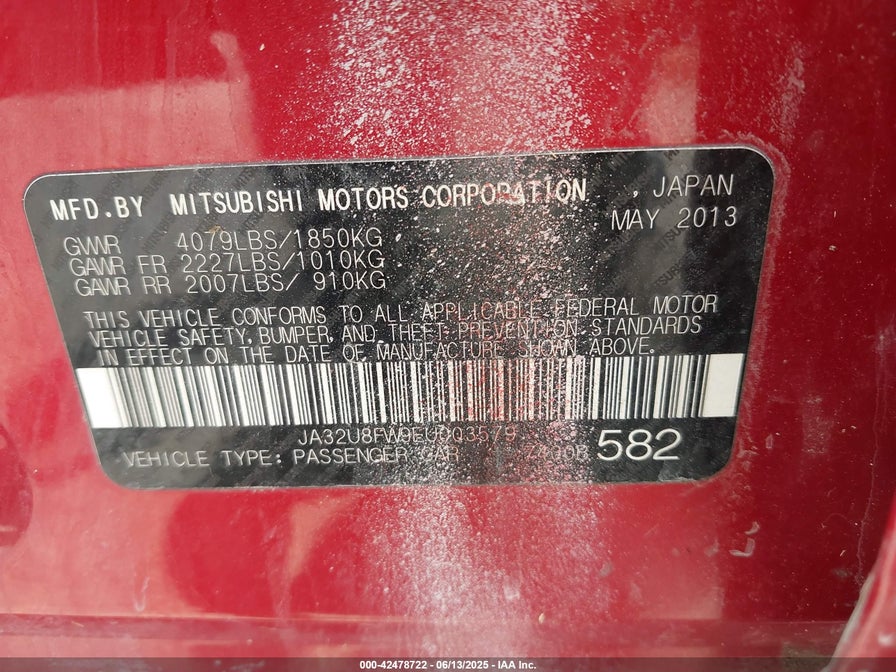 MFD.BY MITSUBISHI MOTORS CORPORATION , JAPAN
MAY 2013
GVWR 4079LBS/1850KG
GAWR FR 2227LBS/1010KG
GAWR RR 2007LBS/ 910KG
THIS VEHICLE CONFORMS TO ALL APPLICABLE FEDERAL MOTOR
VEHICLE SAFETY, BUMPER, AND THEFT PREVENTION STANDARDS
IN EFFECT ON THE DATE OF MANUFACTURE SHOWN ABOVE.
JA32U8FW9EU003579
VEHICLE TYPE: PASSENGER CAR 582
000-42478722 - 06/13/2025 - IAA Inc.